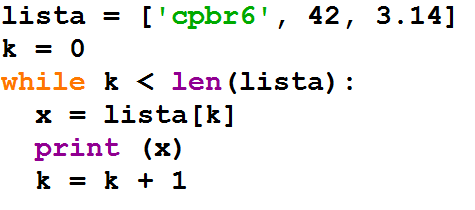 lista = ['cpbr6', 42, 3.14]
k = 0
while k < len(lista):
  x = lista[k]
  print (x)
  k = k + 1